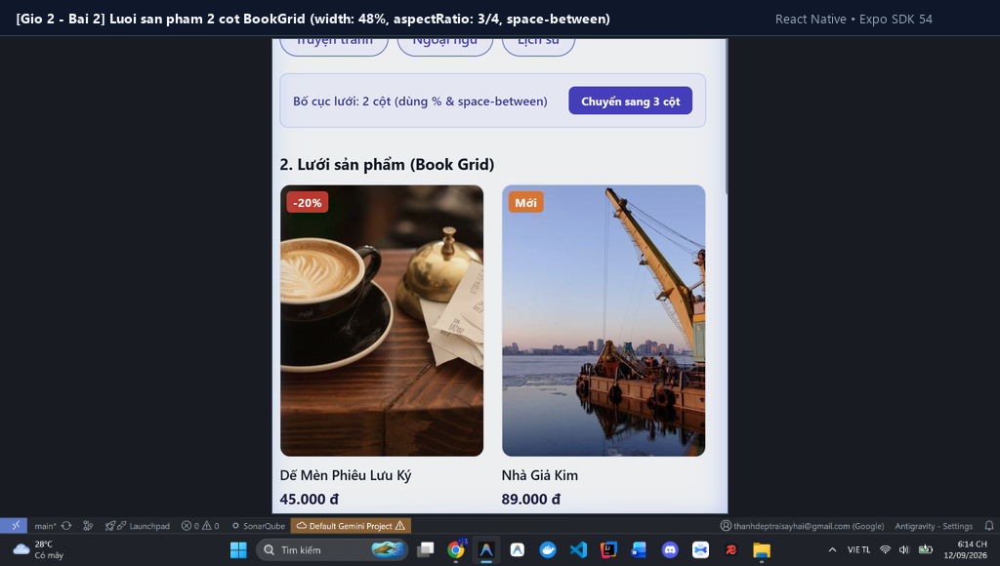 [Gio 2 - Bai 2] Luoi san pham 2 cot BookGrid (width: 48%, aspectRatio: 3/4, space-between)
React Native • Expo SDK 54
Truyện tranh
Ngoại ngữ
Lịch sử
Bố cục lưới: 2 cột (dùng % & space-between)
Chuyển sang 3 cột
2. Lưới sản phẩm (Book Grid)
-20%
Mới
Dế Mèn Phiêu Lưu Ký
Nhà Giả Kim
45.000 đ
89.000 đ
main*
Launchpad
0
0
SonarQube
Default Gemini Project
thanhdeptraisayhai@gmail.com (Google)
Antigravity - Settings
28°C
Có mây
Tìm kiếm
VIE TL
6:14 CH
12/09/2026